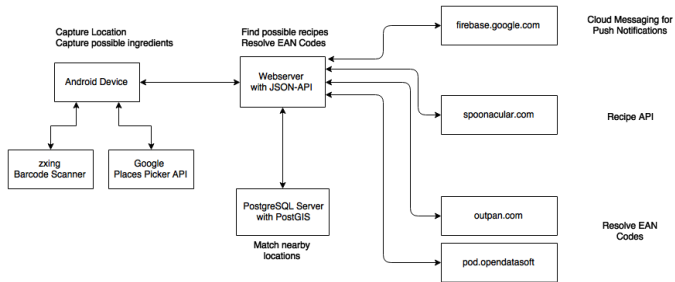 Capture Location
Capture possible ingredients
Find possible recipes
Resolve EAN Codes
firebase.google.com
Cloud Messaging for
Push Notifications
Android Device
Webserver
with JSON-API
spoonacular.com
Recipe API
zxing
Barcode Scanner
Google
Places Picker API
PostgreSQL Server
with PostGIS
Match nearby
locations
outpan.com
Resolve EAN
Codes
pod.opendatasoft